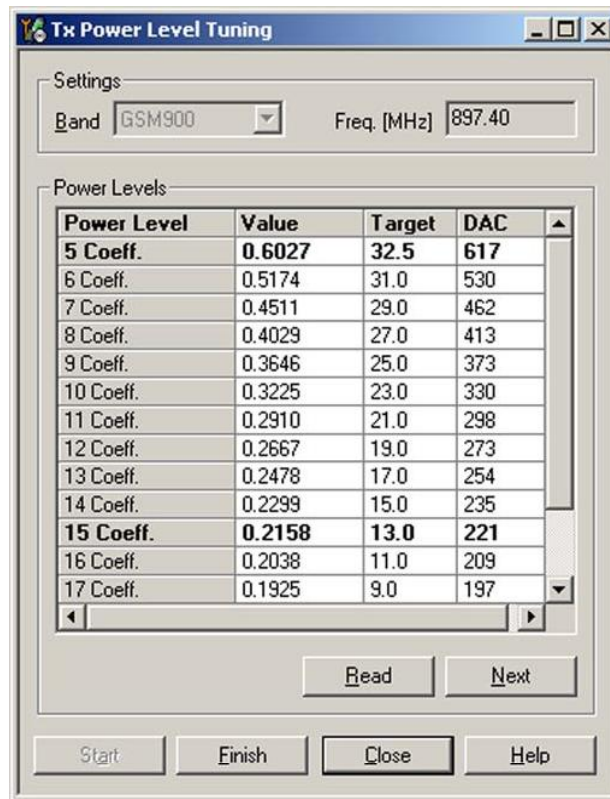 Tx Power Level Tuning
Settings
Band GSM900 Freq. [MHz] 897.40
Power Levels
Power Level Value Target DAC
5 Coeff. 0.6027 32.5 617
6 Coeff. 0.5174 31.0 530
7 Coeff. 0.4511 29.0 462
8 Coeff. 0.4029 27.0 413
9 Coeff. 0.3646 25.0 373
10 Coeff. 0.3225 23.0 330
11 Coeff. 0.2910 21.0 298
12 Coeff. 0.2667 19.0 273
13 Coeff. 0.2478 17.0 254
14 Coeff. 0.2299 15.0 235
15 Coeff. 0.2158 13.0 221
16 Coeff. 0.2038 11.0 209
17 Coeff. 0.1925 9.0 197
Read Next
Start Finish Close Help